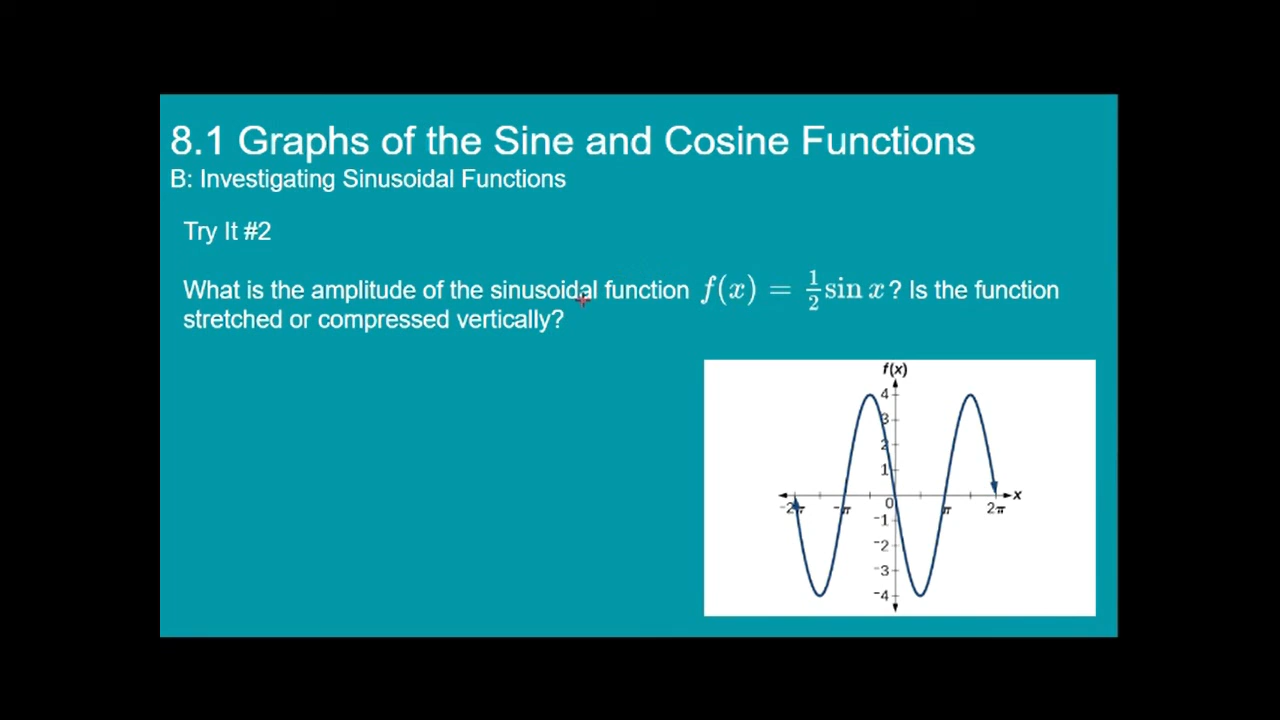 8.1 Graphs of the Sine and Cosine Functions
B: Investigating Sinusoidal Functions
Try It #2
What is the amplitude of the sinusoidal function f(x) = 1/2 sin x? Is the function
stretched or compressed vertically?
f(x)
4
3
2
1
-2π -π 0 π 2π x
-1
-2
-3
-4